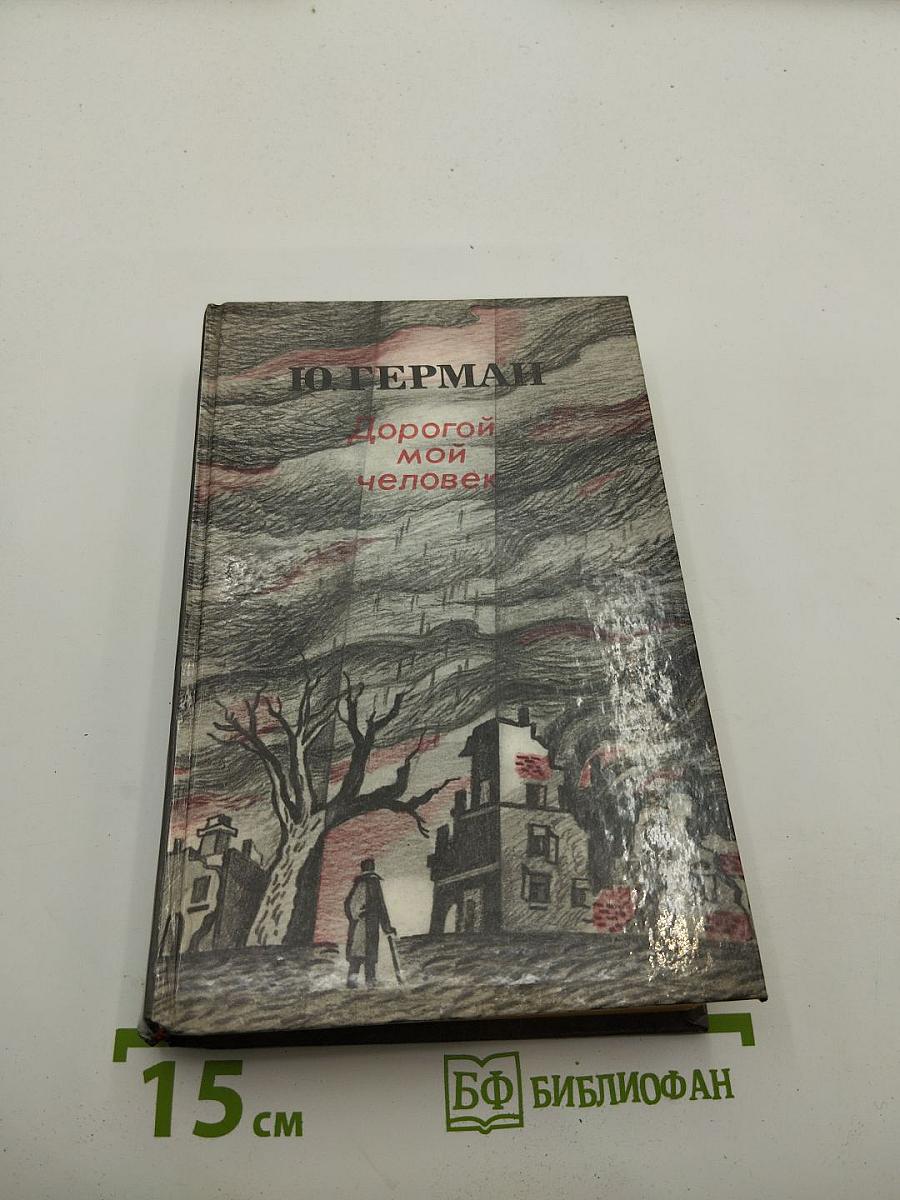 Ю. ГЕРМАН
Дорогой
мой
человек
15 см
БФ БИБЛИОФАН